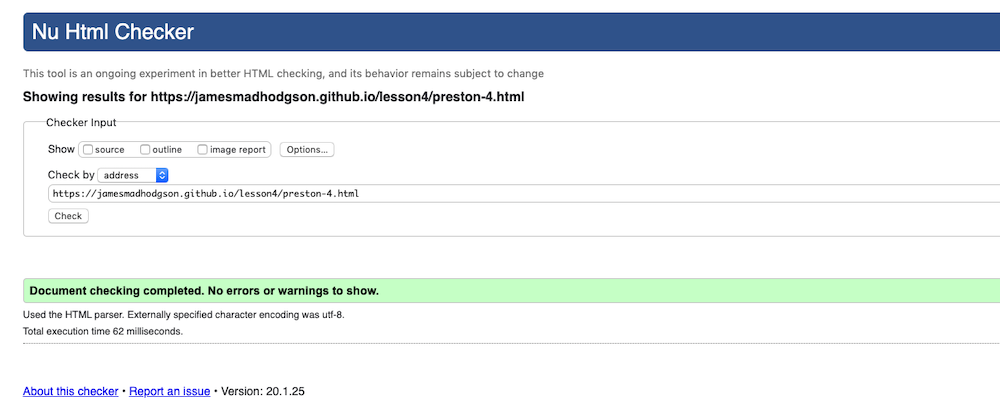 Nu Html Checker
This tool is an ongoing experiment in better HTML checking, and its behavior remains subject to change
Showing results for https://jamesmadhodgson.github.io/lesson4/preston-4.html
Checker Input
Show source outline image report Options...
Check by address
https://jamesmadhodgson.github.io/lesson4/preston-4.html
Check
Document checking completed. No errors or warnings to show.
Used the HTML parser. Externally specified character encoding was utf-8.
Total execution time 62 milliseconds.
About this checker • Report an issue • Version: 20.1.25